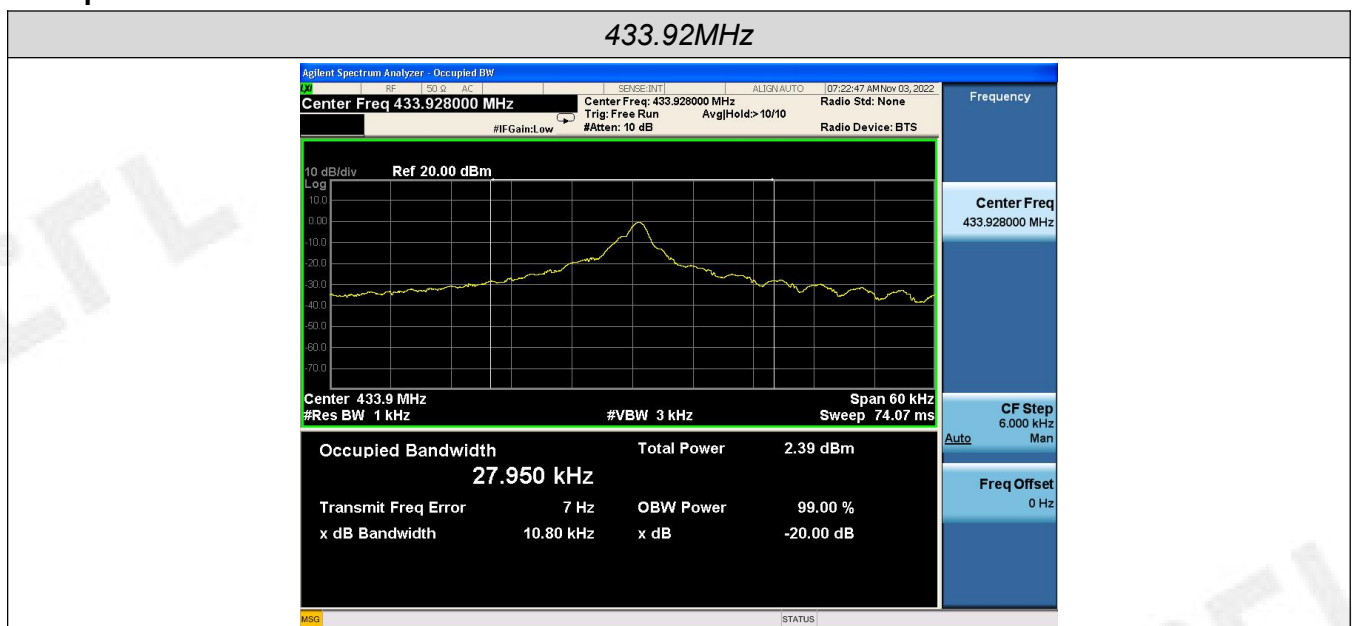 433.92MHz
Agilent Spectrum Analyzer - Occupied BW
LXI RF 50 Ω AC SENSE:INT ALIGN AUTO 07:22:47 AM Nov 03, 2022
Center Freq 433.928000 MHz Center Freq: 433.928000 MHz Radio Std: None
Trig: Free Run Avg|Hold:>10/10
#IFGain:Low #Atten: 10 dB Radio Device: BTS
10 dB/div Ref 20.00 dBm
Log
10.0
0.00
-10.0
-20.0
-30.0
-40.0
-50.0
-60.0
-70.0
Center 433.9 MHz Span 60 kHz
#Res BW 1 kHz #VBW 3 kHz Sweep 74.07 ms
Occupied Bandwidth Total Power 2.39 dBm
27.950 kHz
Transmit Freq Error 7 Hz OBW Power 99.00 %
x dB Bandwidth 10.80 kHz x dB -20.00 dB
MSG STATUS
Frequency
Center Freq
433.928000 MHz
CF Step
6.000 kHz
Auto Man
Freq Offset
0 Hz